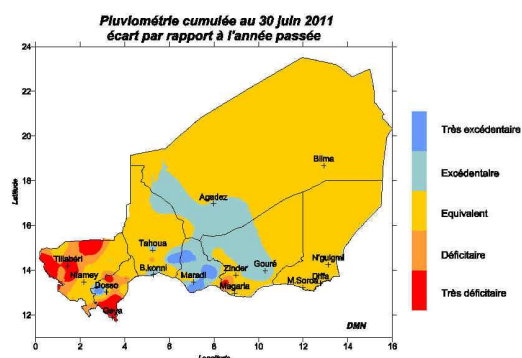 Pluviométrie cumulée au 30 juin 2011
écart par rapport à l'année passée
24
22
20
18
16
14
12
Latitude
Bilma
Agadez
Tahoua
Tillabéri
Niamey
B.konni
Dosso
Gaya
Maradi
Zinder
Magaria
Gouré
N'guigmi
Diffa
M.Soroa
DMN
2
4
6
8
10
12
14
16
Longitude
Très excédentaire
Excédentaire
Equivalent
Déficitaire
Très déficitaire